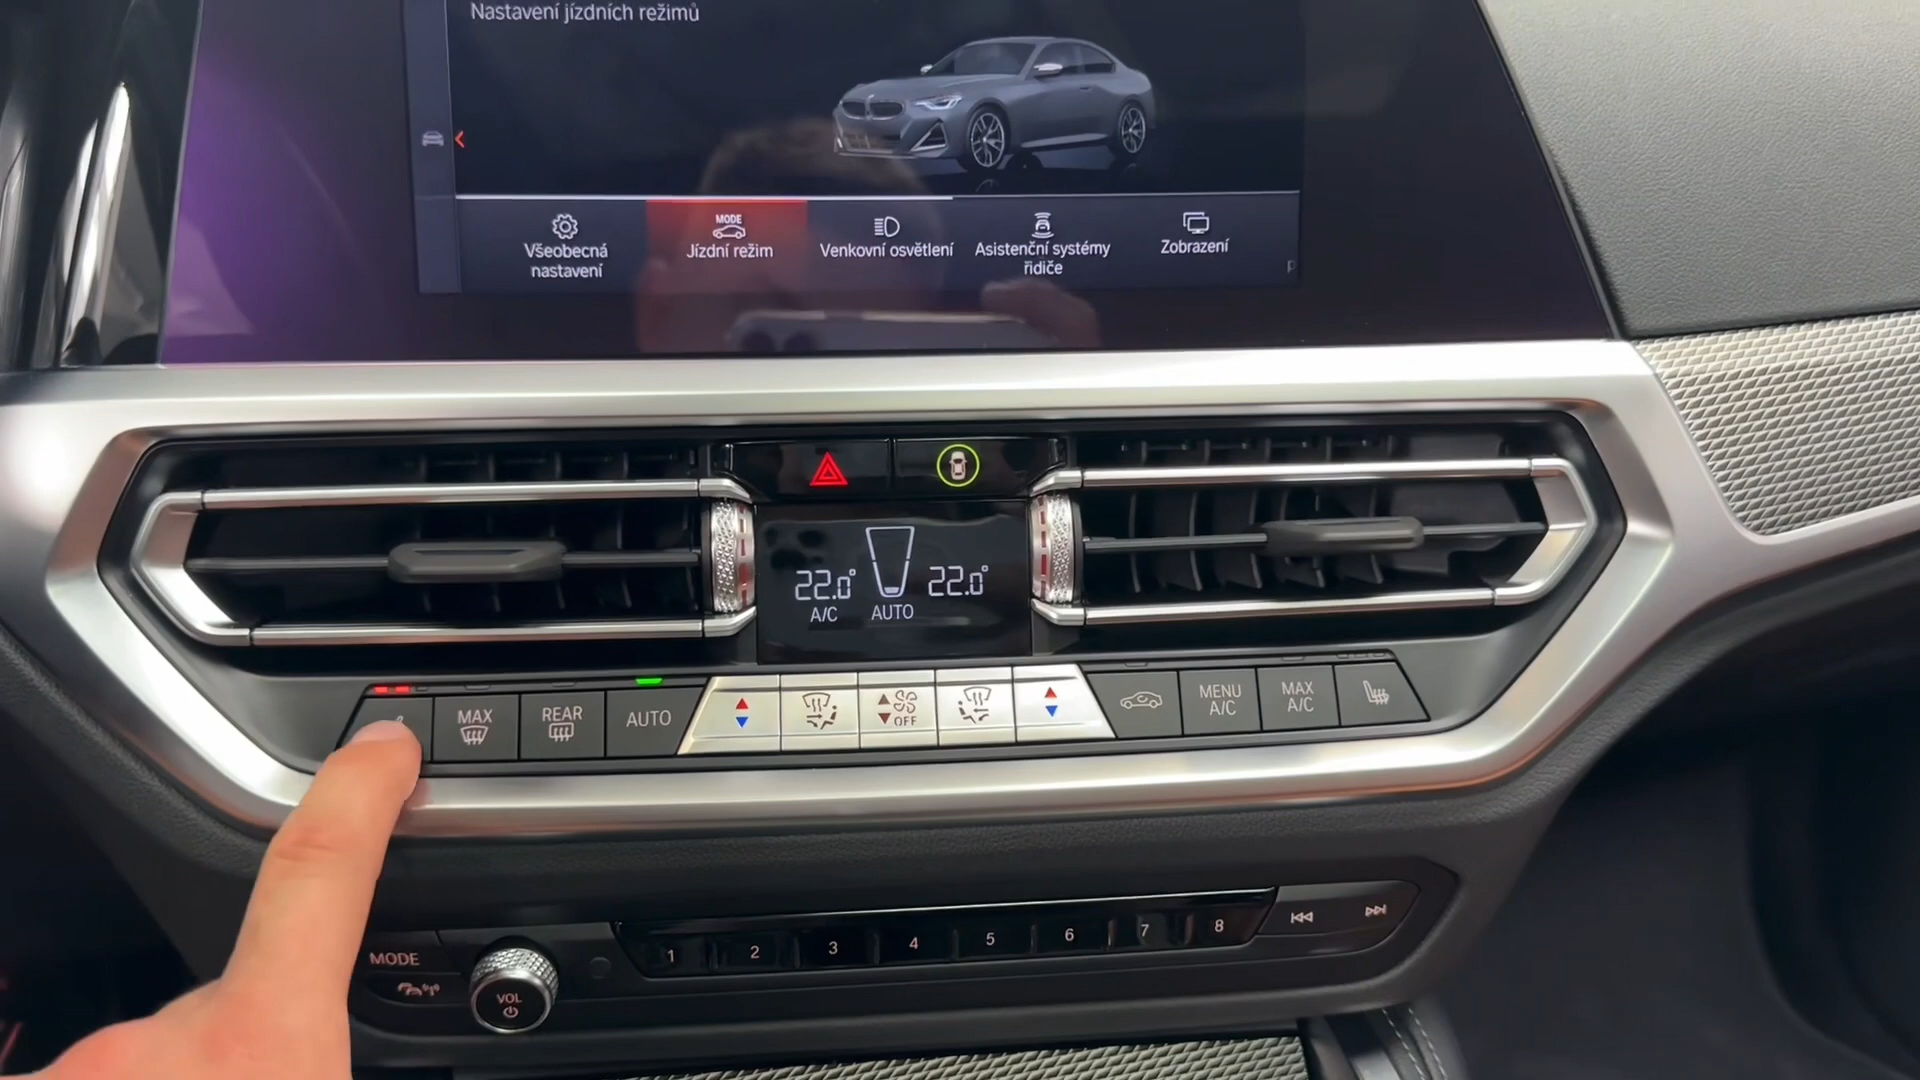 Nastavení jízdních režimů
Všeobecná
nastavení
MODE
Jízdní režim
Venkovní osvětlení
Asistenční systémy
řidiče
Zobrazení
22.0°
22.0°
A/C
AUTO
MAX
REAR
AUTO
OFF
MENU
A/C
MAX
A/C
MODE
VOL
1 2 3 4 5 6 7 8